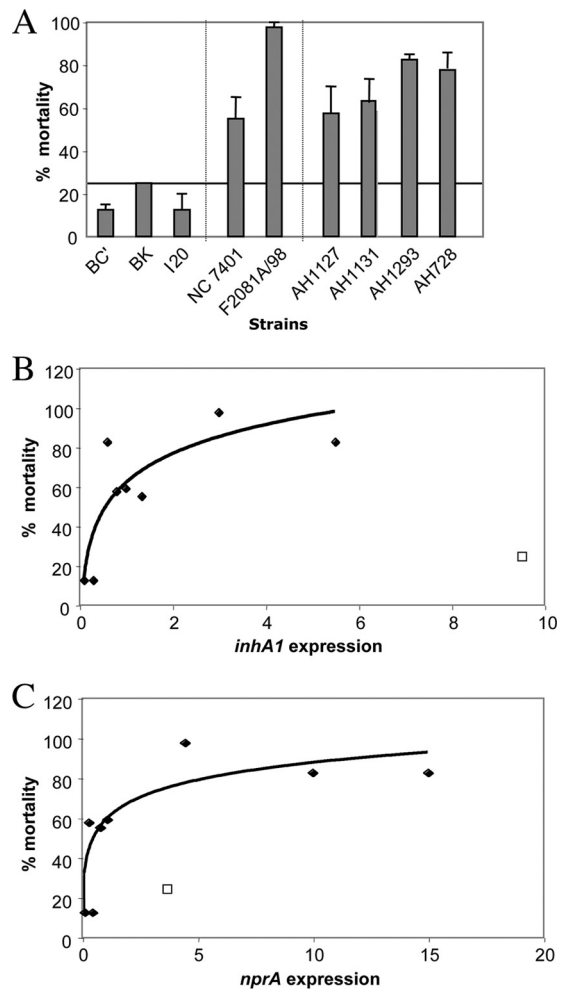 A
100
80
60
40
20
0
% mortality
BC'
BK
I20
NC 7401
F2081A/98
AH1127
AH1131
AH1293
AH728
Strains
B
120
100
80
60
40
20
0
% mortality
0 2 4 6 8 10
inhA1 expression
C
120
100
80
60
40
20
0
% mortality
0 5 10 15 20
nprA expression